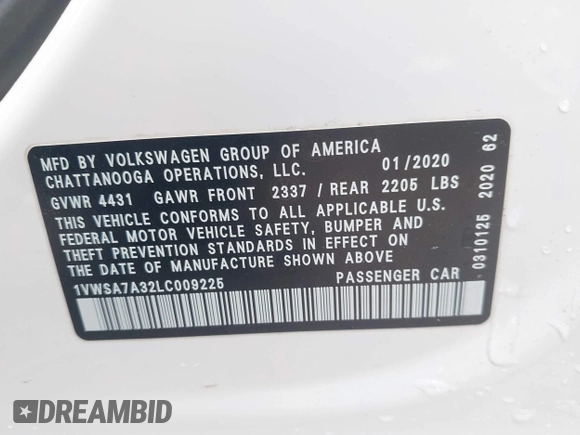 MFD BY VOLKSWAGEN GROUP OF AMERICA
CHATTANOOGA OPERATIONS, LLC. 01/2020
GVWR 4431 GAWR FRONT 2337 / REAR 2205 LBS
THIS VEHICLE CONFORMS TO ALL APPLICABLE U.S.
FEDERAL MOTOR VEHICLE SAFETY, BUMPER AND
THEFT PREVENTION STANDARDS IN EFFECT ON
THE DATE OF MANUFACTURE SHOWN ABOVE
1VWSA7A32LC009225 PASSENGER CAR
0310125 2020 62
DREAMBID